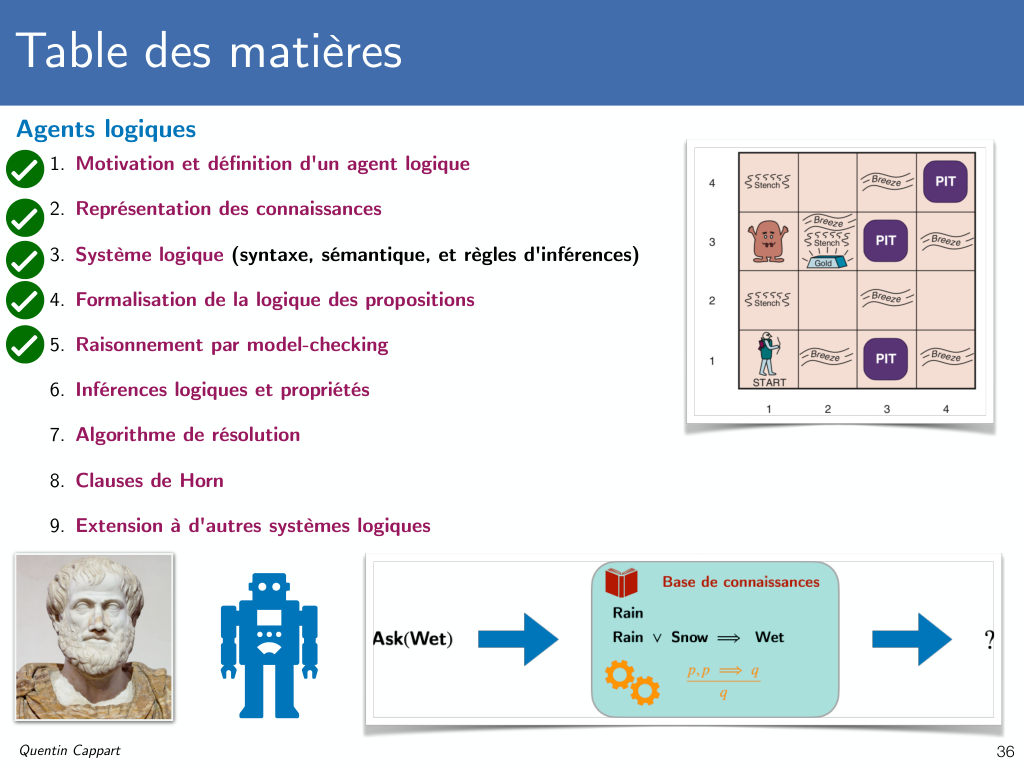 Table des matières
Agents logiques
1. Motivation et définition d'un agent logique
2. Représentation des connaissances
3. Système logique (syntaxe, sémantique, et règles d'inférences)
4. Formalisation de la logique des propositions
5. Raisonnement par model-checking
6. Inférences logiques et propriétés
7. Algorithme de résolution
8. Clauses de Horn
9. Extension à d'autres systèmes logiques
4 Stench Breeze PIT
Breeze
3 Stench PIT Breeze
Gold
2 Stench Breeze
1 Breeze PIT Breeze
START
1 2 3 4
Base de connaissances
Rain
Ask(Wet) Rain ∨ Snow ⟹ Wet ?
p, p ⟹ q
q
Quentin Cappart
36